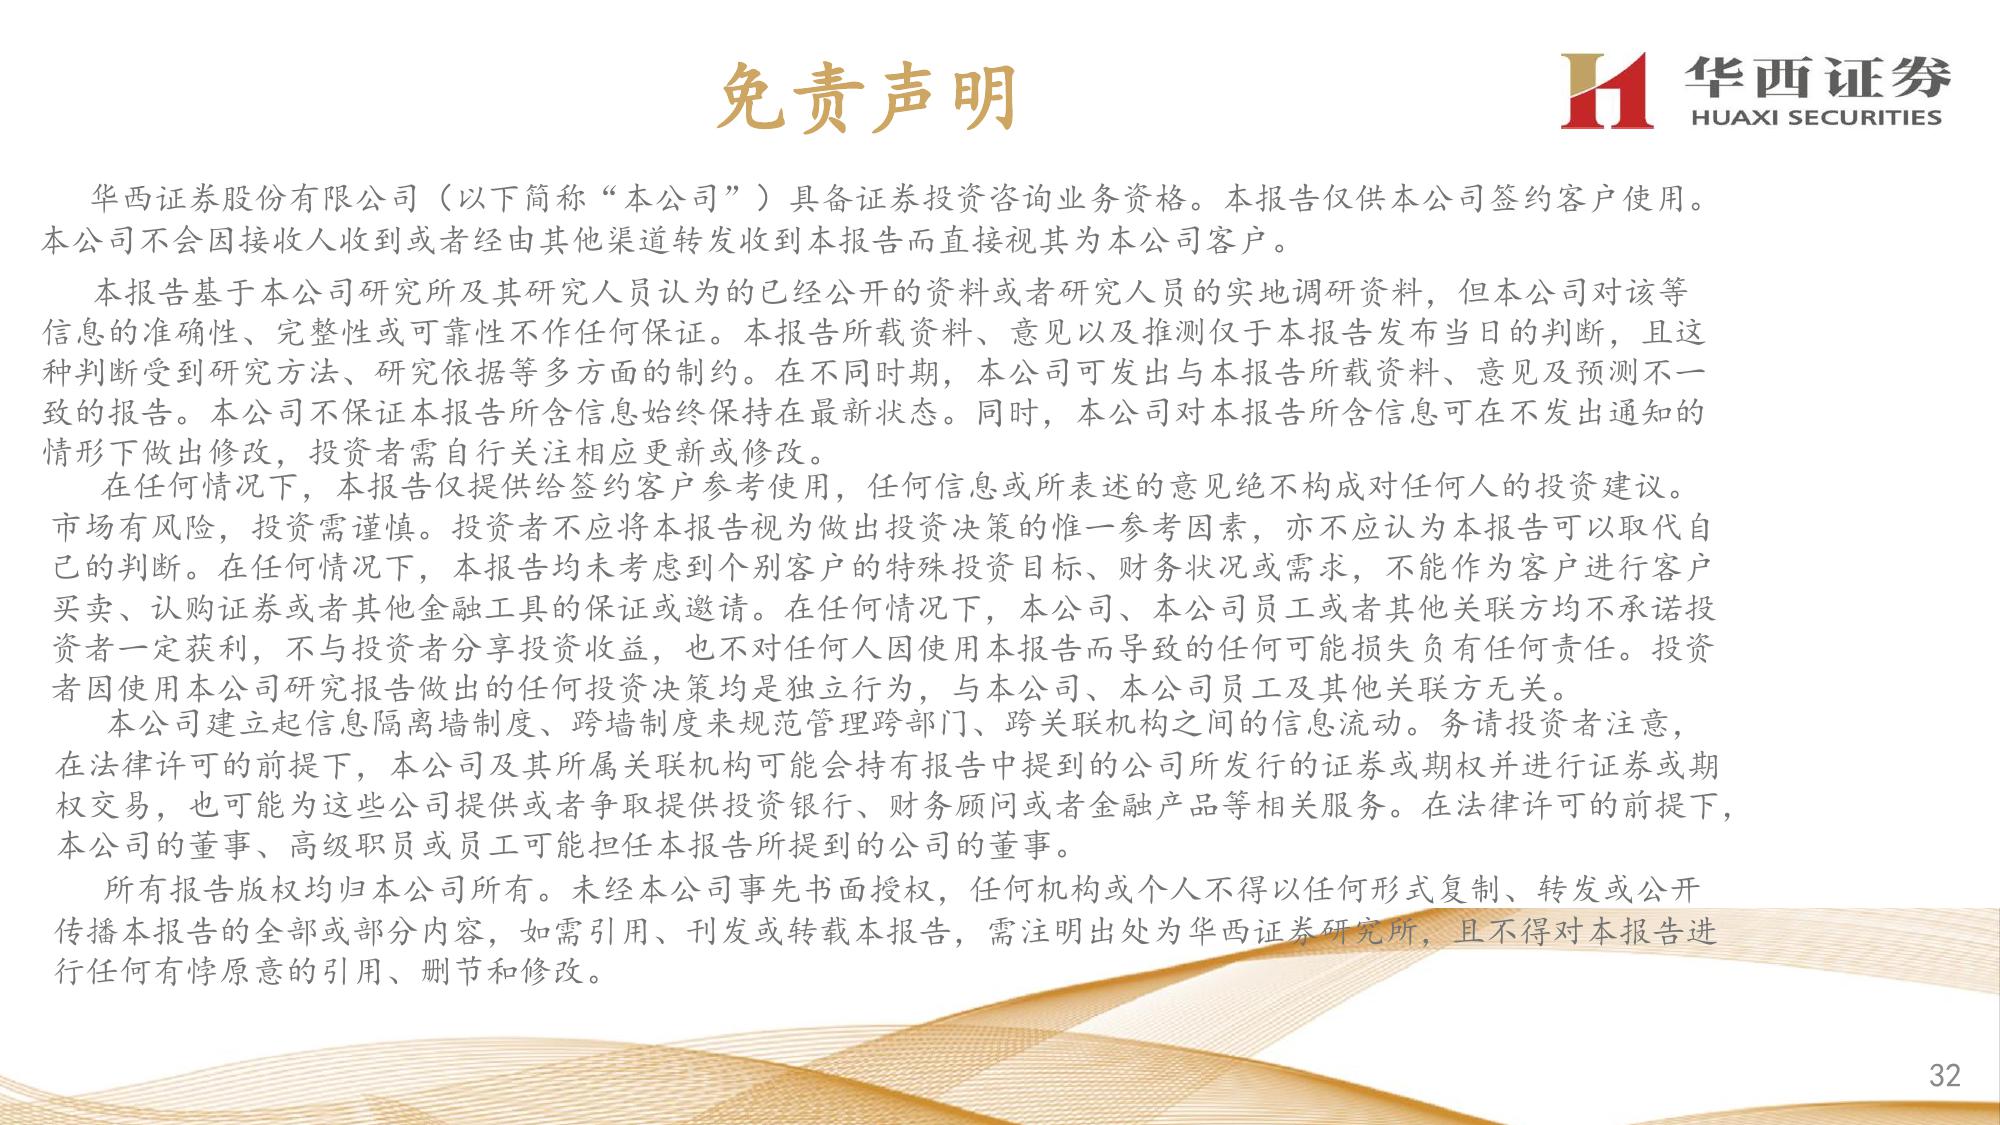 免责声明
华西证券
HUAXI SECURITIES
华西证券股份有限公司（以下简称“本公司”）具备证券投资咨询业务资格。本报告仅供本公司签约客户使用。
本公司不会因接收人收到或者经由其他渠道转发收到本报告而直接视其为本公司客户。
本报告基于本公司研究所及其研究人员认为的已经公开的资料或者研究人员的实地调研资料，但本公司对该等
信息的准确性、完整性或可靠性不作任何保证。本报告所载资料、意见以及推测仅于本报告发布当日的判断，且这
种判断受到研究方法、研究依据等多方面的制约。在不同时期，本公司可发出与本报告所载资料、意见及预测不一
致的报告。本公司不保证本报告所含信息始终保持在最新状态。同时，本公司对本报告所含信息可在不发出通知的
情形下做出修改，投资者需自行关注相应更新或修改。
在任何情况下，本报告仅提供给签约客户参考使用，任何信息或所表述的意见绝不构成对任何人的投资建议。
市场有风险，投资需谨慎。投资者不应将本报告视为做出投资决策的惟一参考因素，亦不应认为本报告可以取代自
己的判断。在任何情况下，本报告均未考虑到个别客户的特殊投资目标、财务状况或需求，不能作为客户进行客户
买卖、认购证券或者其他金融工具的保证或邀请。在任何情况下，本公司、本公司员工或者其他关联方均不承诺投
资者一定获利，不与投资者分享投资收益，也不对任何人因使用本报告而导致的任何可能损失负有任何责任。投资
者因使用本公司研究报告做出的任何投资决策均是独立行为，与本公司、本公司员工及其他关联方无关。
本公司建立起信息隔离墙制度、跨墙制度来规范管理跨部门、跨关联机构之间的信息流动。务请投资者注意，
在法律许可的前提下，本公司及其所属关联机构可能会持有报告中提到的公司所发行的证券或期权并进行证券或期
权交易，也可能为这些公司提供或者争取提供投资银行、财务顾问或者金融产品等相关服务。在法律许可的前提下，
本公司的董事、高级职员或员工可能担任本报告所提到的公司的董事。
所有报告版权均归本公司所有。未经本公司事先书面授权，任何机构或个人不得以任何形式复制、转发或公开
传播本报告的全部或部分内容，如需引用、刊发或转载本报告，需注明出处为华西证券研究所，且不得对本报告进
行任何有悖原意的引用、删节和修改。
32